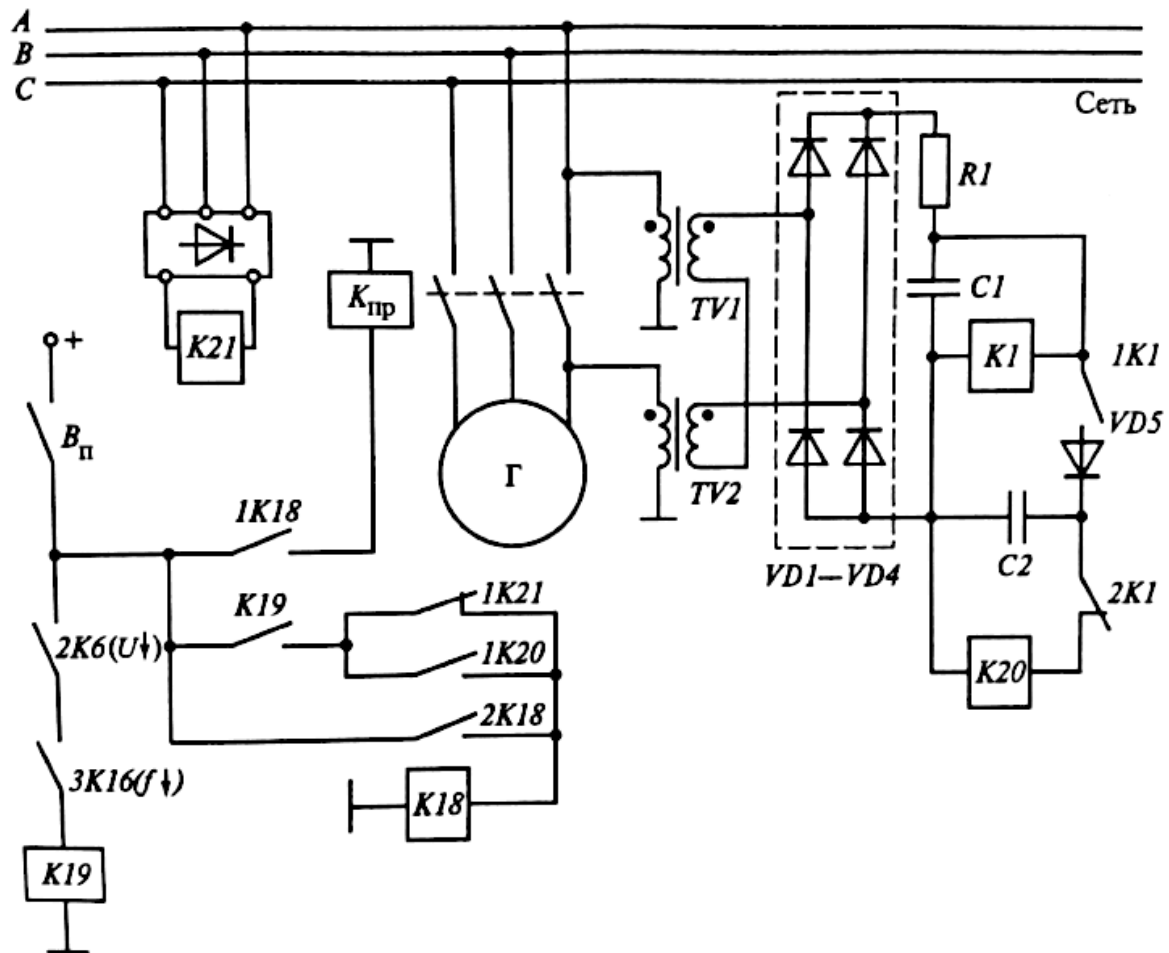 A
B
C
Сеть
R1
Kпр
C1
TV1
K21
K1
1K1
+
VD5
Bп
Г
TV2
1K18
C2
VD1—VD4
K19
1K21
2K1
2K6(U↓)
1K20
K20
2K18
3K16(f↓)
K18
K19